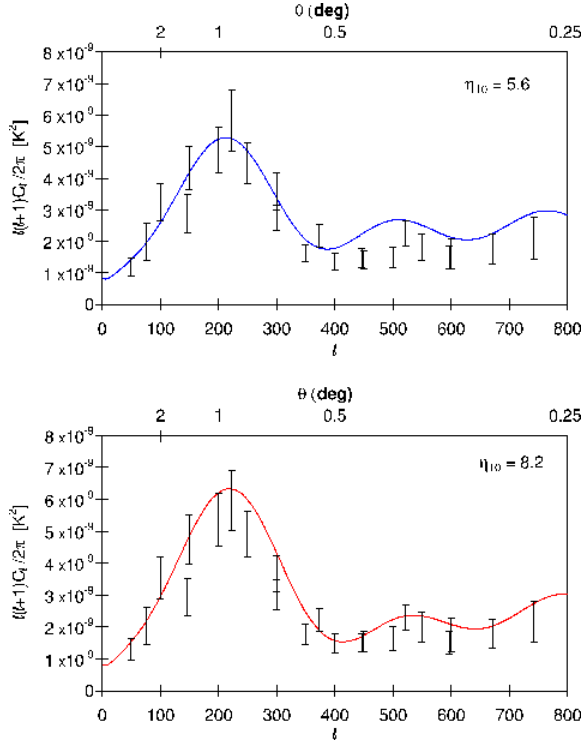 θ (deg)
2 1 0.5 0.25
8 x10⁻⁹
7 x10⁻⁹
6 x10⁻⁹
5 x10⁻⁹
4 x10⁻⁹
3 x10⁻⁹
2 x10⁻⁹
1 x10⁻⁹
0
ℓ(ℓ+1)Cℓ/2π [K²]
η₁₀ = 5.6
0 100 200 300 400 500 600 700 800
ℓ
θ (deg)
2 1 0.5 0.25
8 x10⁻⁹
7 x10⁻⁹
6 x10⁻⁹
5 x10⁻⁹
4 x10⁻⁹
3 x10⁻⁹
2 x10⁻⁹
1 x10⁻⁹
0
ℓ(ℓ+1)Cℓ/2π [K²]
η₁₀ = 8.2
0 100 200 300 400 500 600 700 800
ℓ